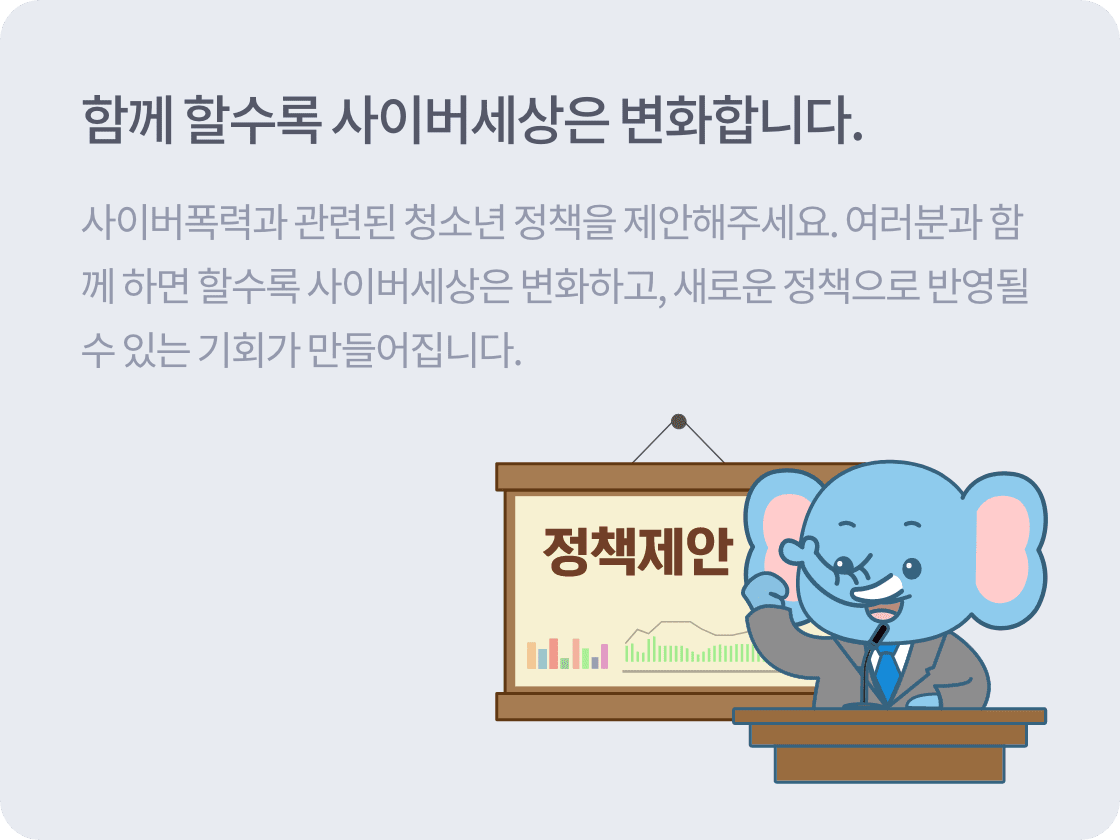 함께 할수록 사이버세상은 변화합니다.
사이버폭력과 관련된 청소년 정책을 제안해주세요. 여러분과 함
께 하면 할수록 사이버세상은 변화하고, 새로운 정책으로 반영될
수 있는 기회가 만들어집니다.
정책제안